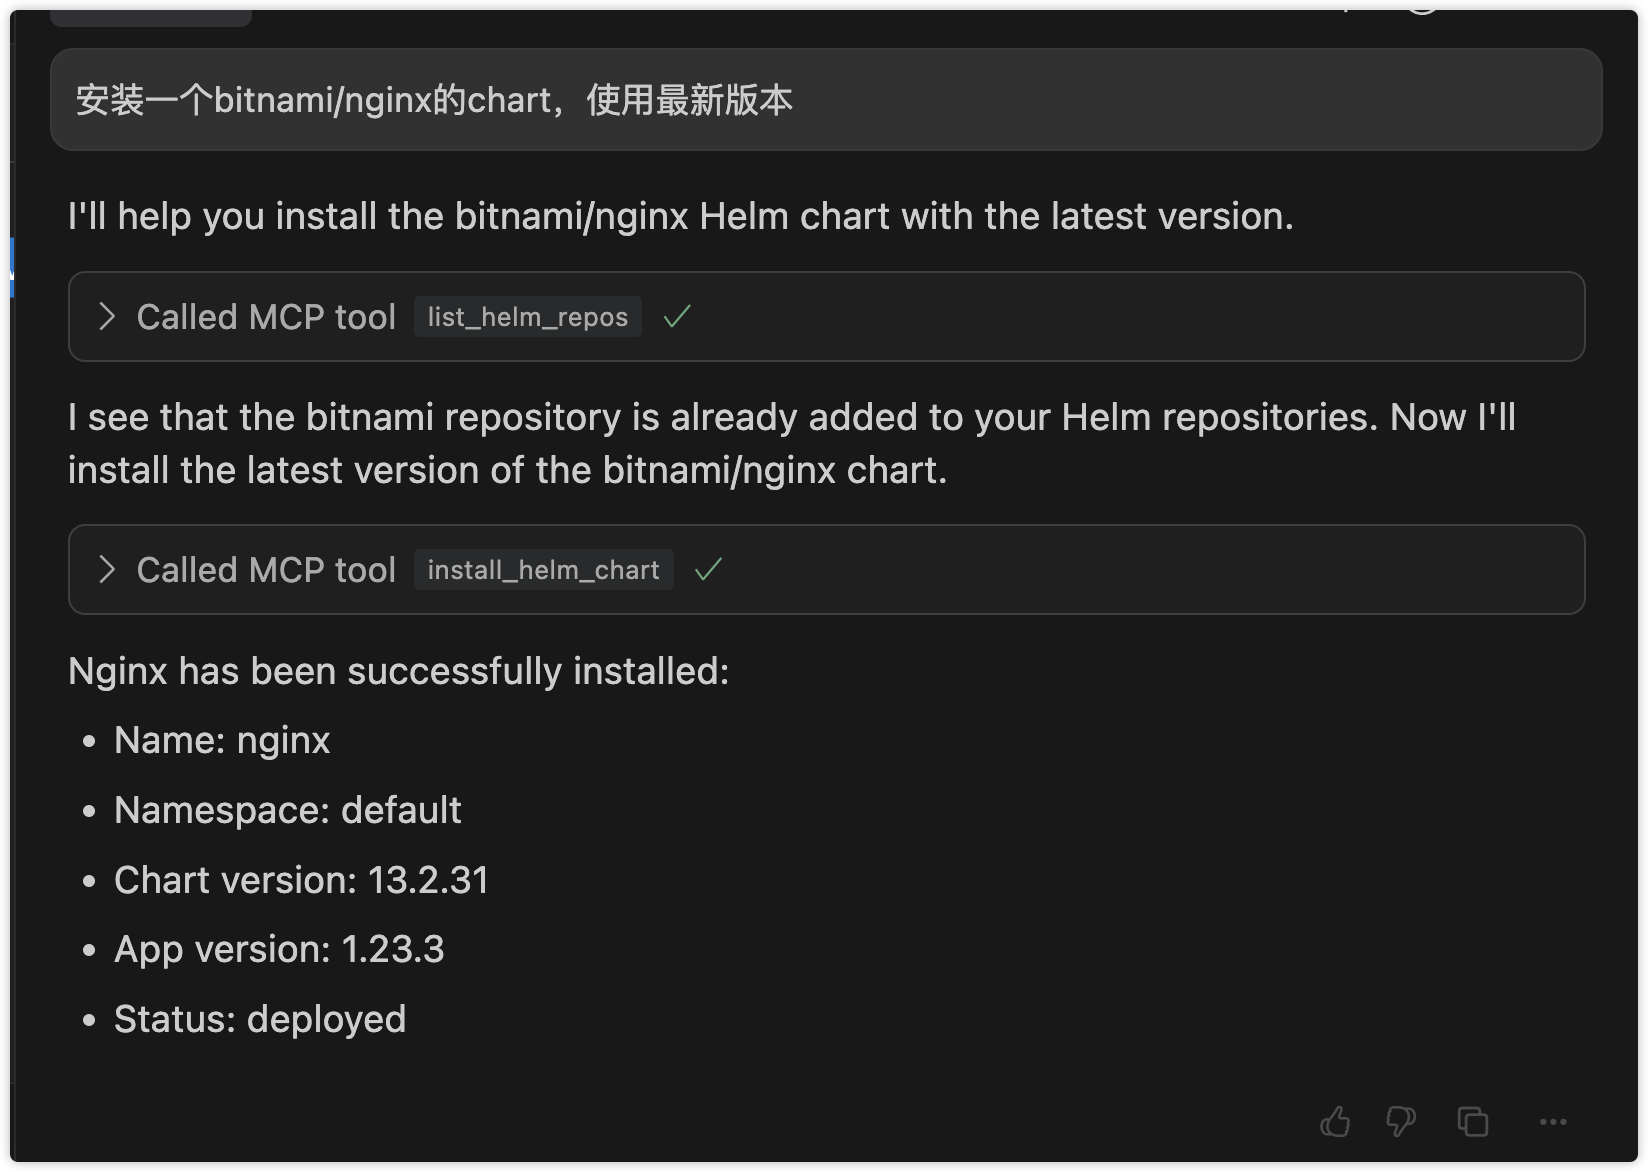 安装一个bitnami/nginx的chart，使用最新版本
I'll help you install the bitnami/nginx Helm chart with the latest version.
Called MCP tool list_helm_repos
I see that the bitnami repository is already added to your Helm repositories. Now I'll
install the latest version of the bitnami/nginx chart.
Called MCP tool install_helm_chart
Nginx has been successfully installed:
• Name: nginx
• Namespace: default
• Chart version: 13.2.31
• App version: 1.23.3
• Status: deployed